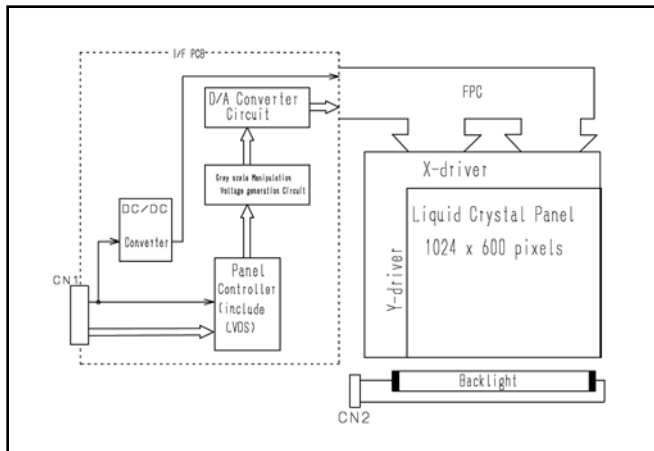 I/F PCB
D/A Converter
Circuit
FPC
Grey scale Manipulation
Voltage generation Circuit
X-driver
DC/DC
Converter
Liquid Crystal Panel
1024 x 600 pixels
Y-driver
CN1
Panel
Controller
(include
LVDS)
Backlight
CN2